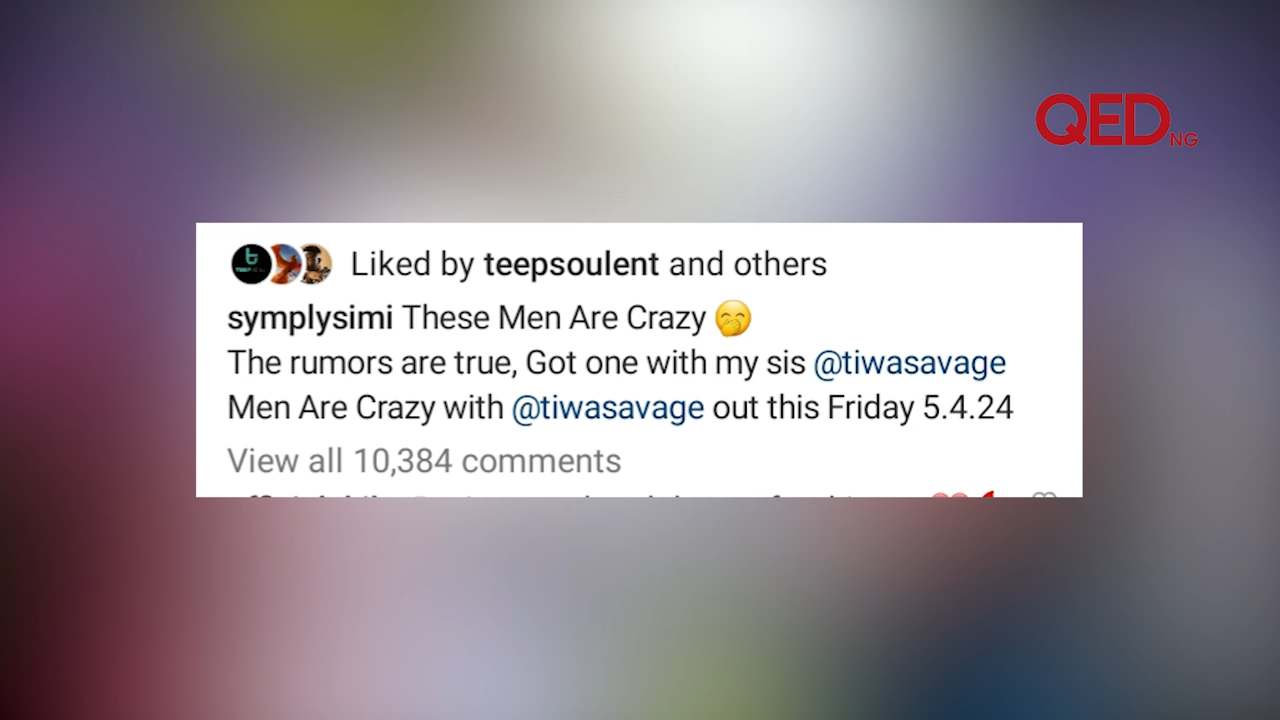 QED NG
Liked by teepsoulent and others
symplysimi These Men Are Crazy 🤭
The rumors are true, Got one with my sis @tiwasavage
Men Are Crazy with @tiwasavage out this Friday 5.4.24
View all 10,384 comments